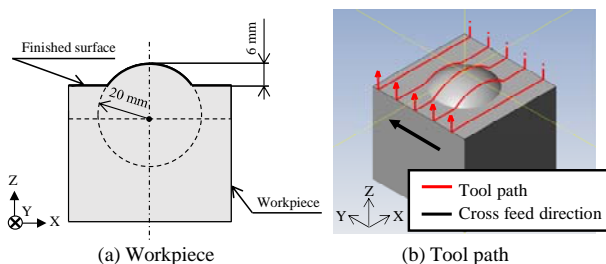 Finished surface
6 mm
20 mm
Z
Y
X
Workpiece
(a) Workpiece
Z
Y
X
Tool path
Cross feed direction
(b) Tool path